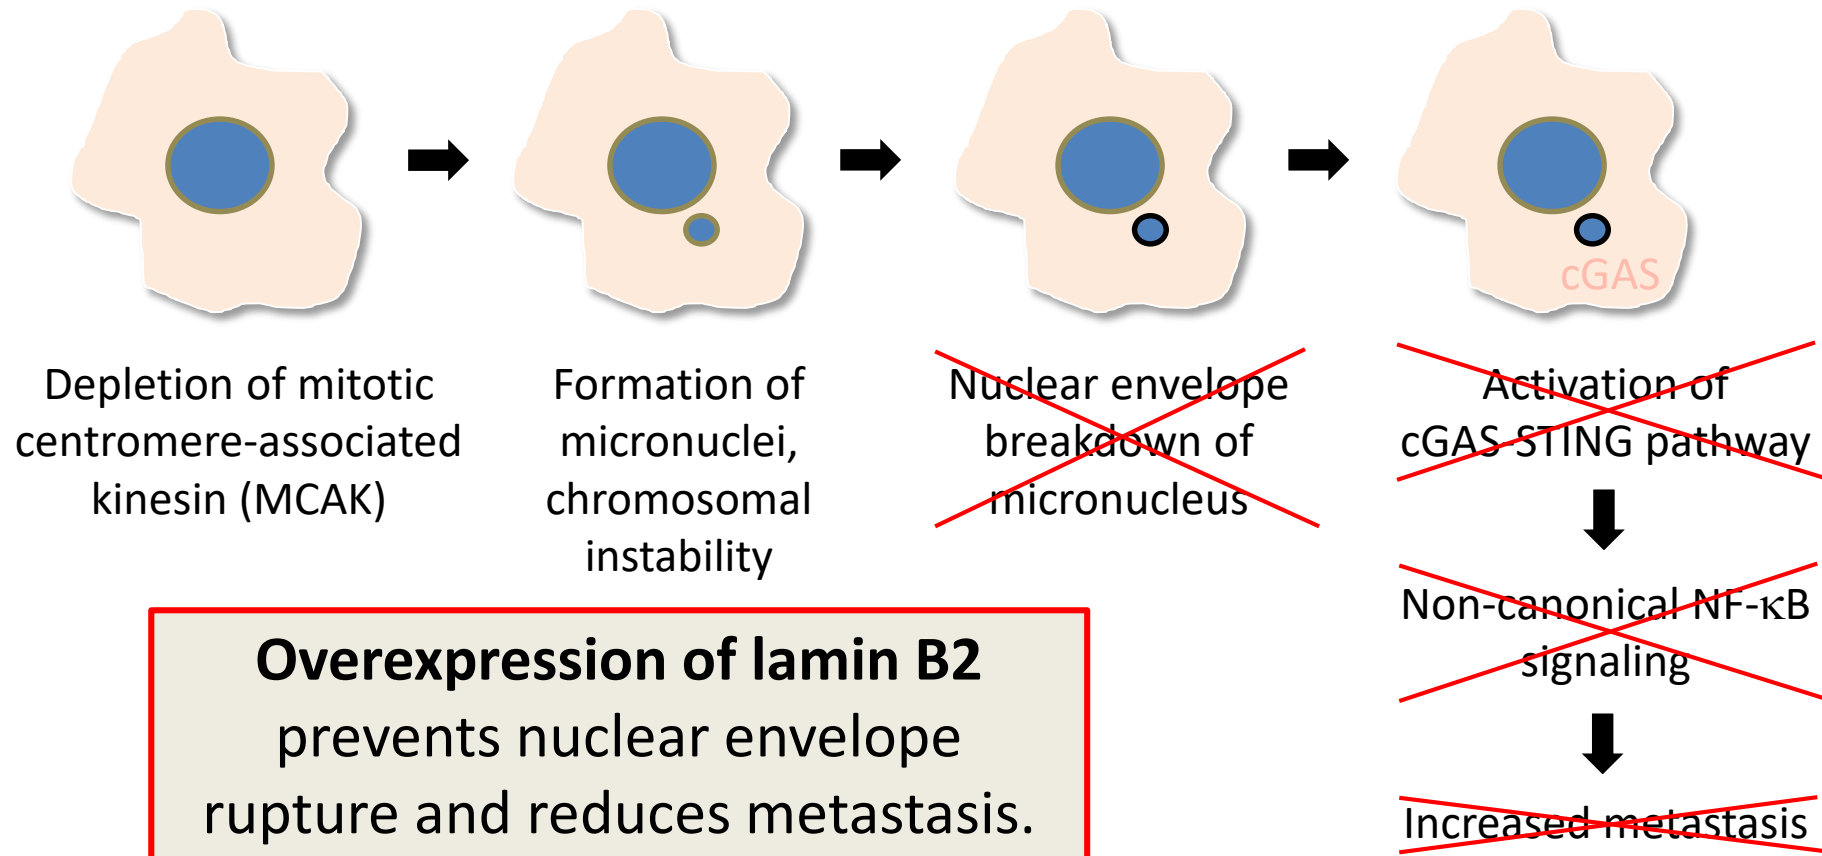 cGAS
Depletion of mitotic
centromere-associated
kinesin (MCAK)
Formation of
micronuclei,
chromosomal
instability
Nuclear envelope
breakdown of
micronucleus
Activation of
cGAS-STING pathway
Non-canonical NF-κB
signaling
Increased metastasis
Overexpression of lamin B2
prevents nuclear envelope
rupture and reduces metastasis.